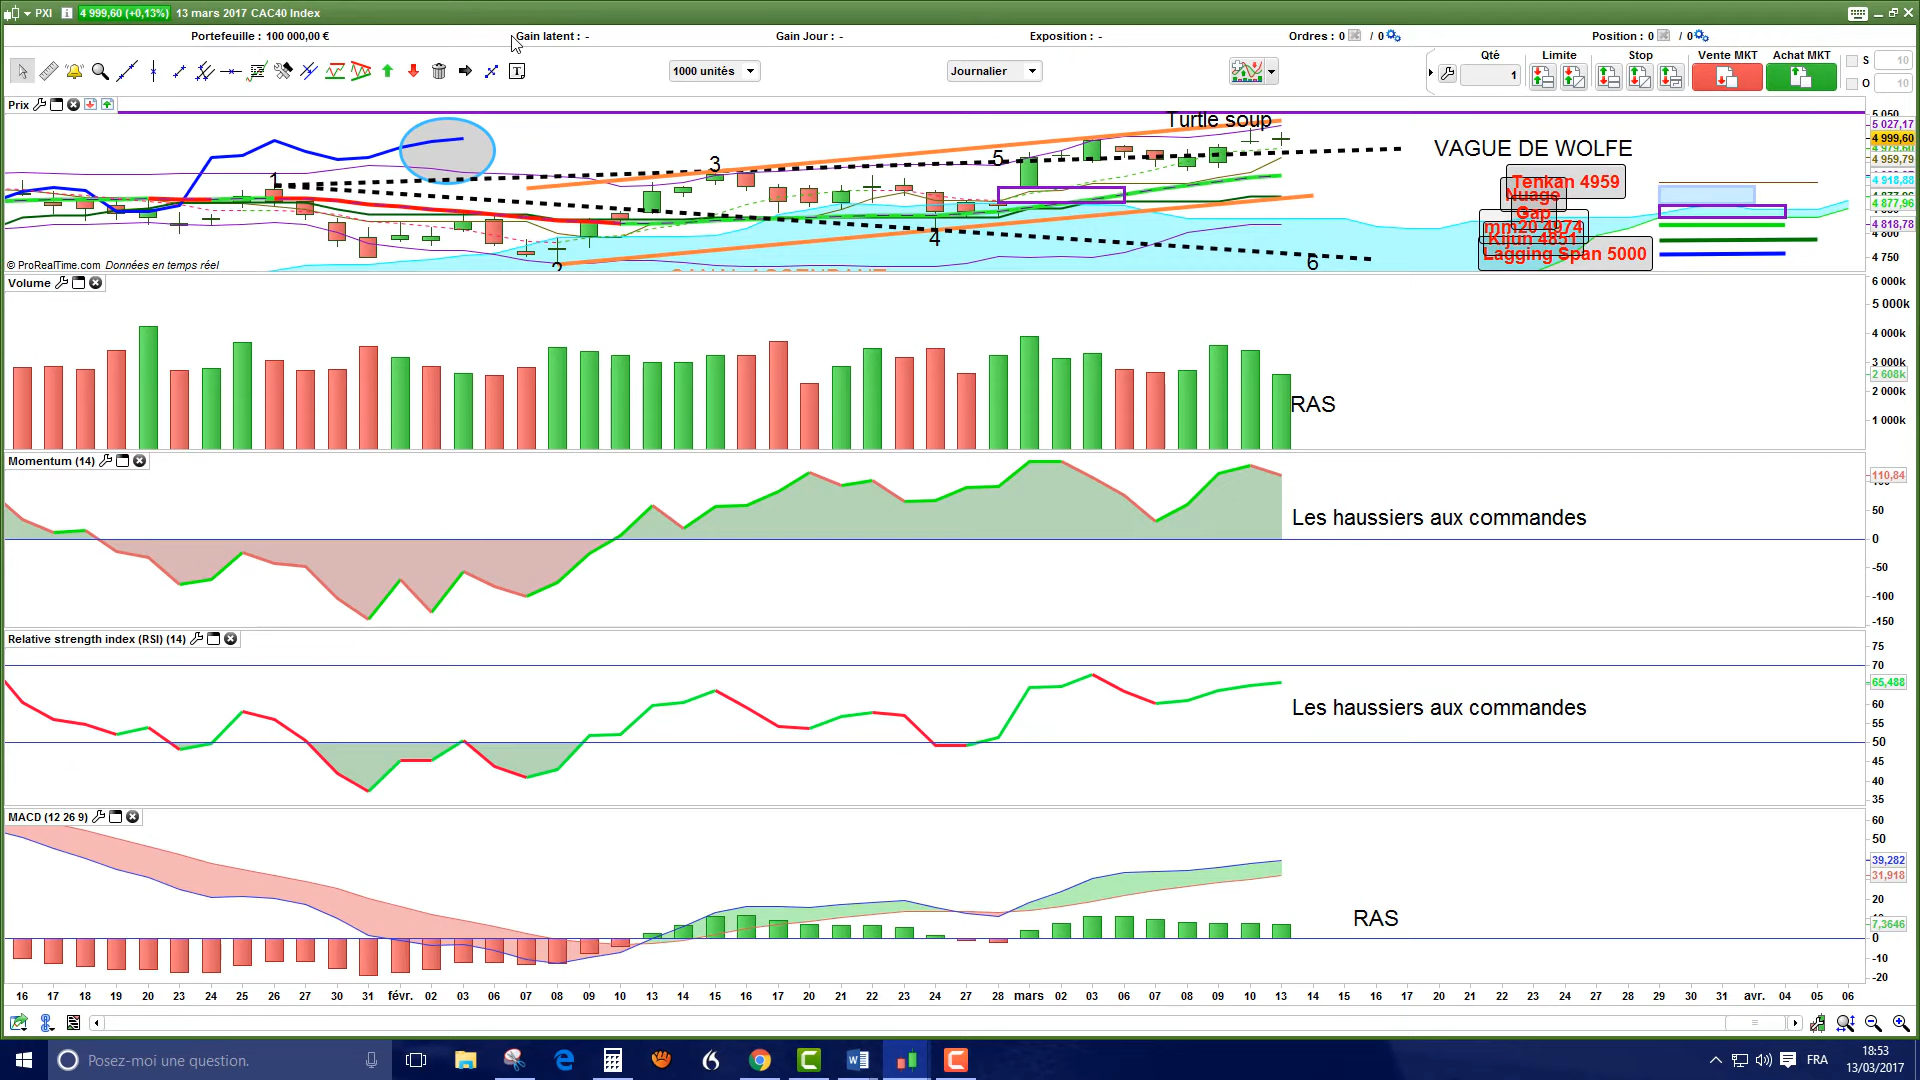 PXI 4 999,60 (+0,13%) 13 mars 2017 CAC40 Index
Portefeuille : 100 000,00 € Gain latent : - Gain Jour : - Exposition : - Ordres : 0 / 0 Position : 0 / 0
1000 unités Journalier Qté 1 Limite Stop Vente MKT Achat MKT S 10
O 10
Prix
Turtle soup
VAGUE DE WOLFE
1 3 5
2 4 6
Tenkan 4959
Nuage
Gap
mm20 4974
Kijun 4851
Lagging Span 5000
5 050
5 027,17
4 999,60
4 959,79
4 918,88
4 877,96
4 818,78
4 750
© ProRealTime.com Données en temps réel
Volume
6 000k
5 000k
4 000k
3 000k
2 608k
2 000k
1 000k
RAS
Momentum (14)
110,84
50
0
-50
-100
-150
Les haussiers aux commandes
Relative strength index (RSI) (14)
75
70
65,488
60
55
50
45
40
35
Les haussiers aux commandes
MACD (12 26 9)
60
50
39,282
31,918
20
7,3646
0
-10
-20
RAS
16 17 18 19 20 23 24 25 26 27 30 31 févr. 02 03 06 07 08 09 10 13 14 15 16 17 20 21 22 23 24 27 28 mars 02 03 06 07 08 09 10 13 14 15 16 17 20 21 22 23 24 27 28 29 30 31 avr. 04 05 06
Posez-moi une question.
FRA
18:53
13/03/2017